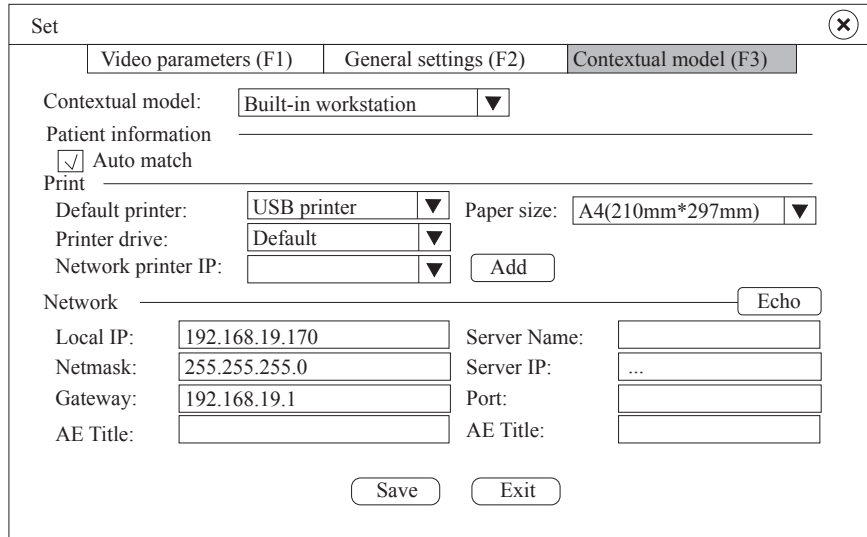 Set
Video parameters (F1) General settings (F2) Contextual model (F3)
Contextual model: Built-in workstation
Patient information
Auto match
Print
Default printer: USB printer Paper size: A4(210mm*297mm)
Printer drive: Default
Network printer IP: Add
Network Echo
Local IP: 192.168.19.170 Server Name:
Netmask: 255.255.255.0 Server IP: ...
Gateway: 192.168.19.1 Port:
AE Title: AE Title:
Save Exit